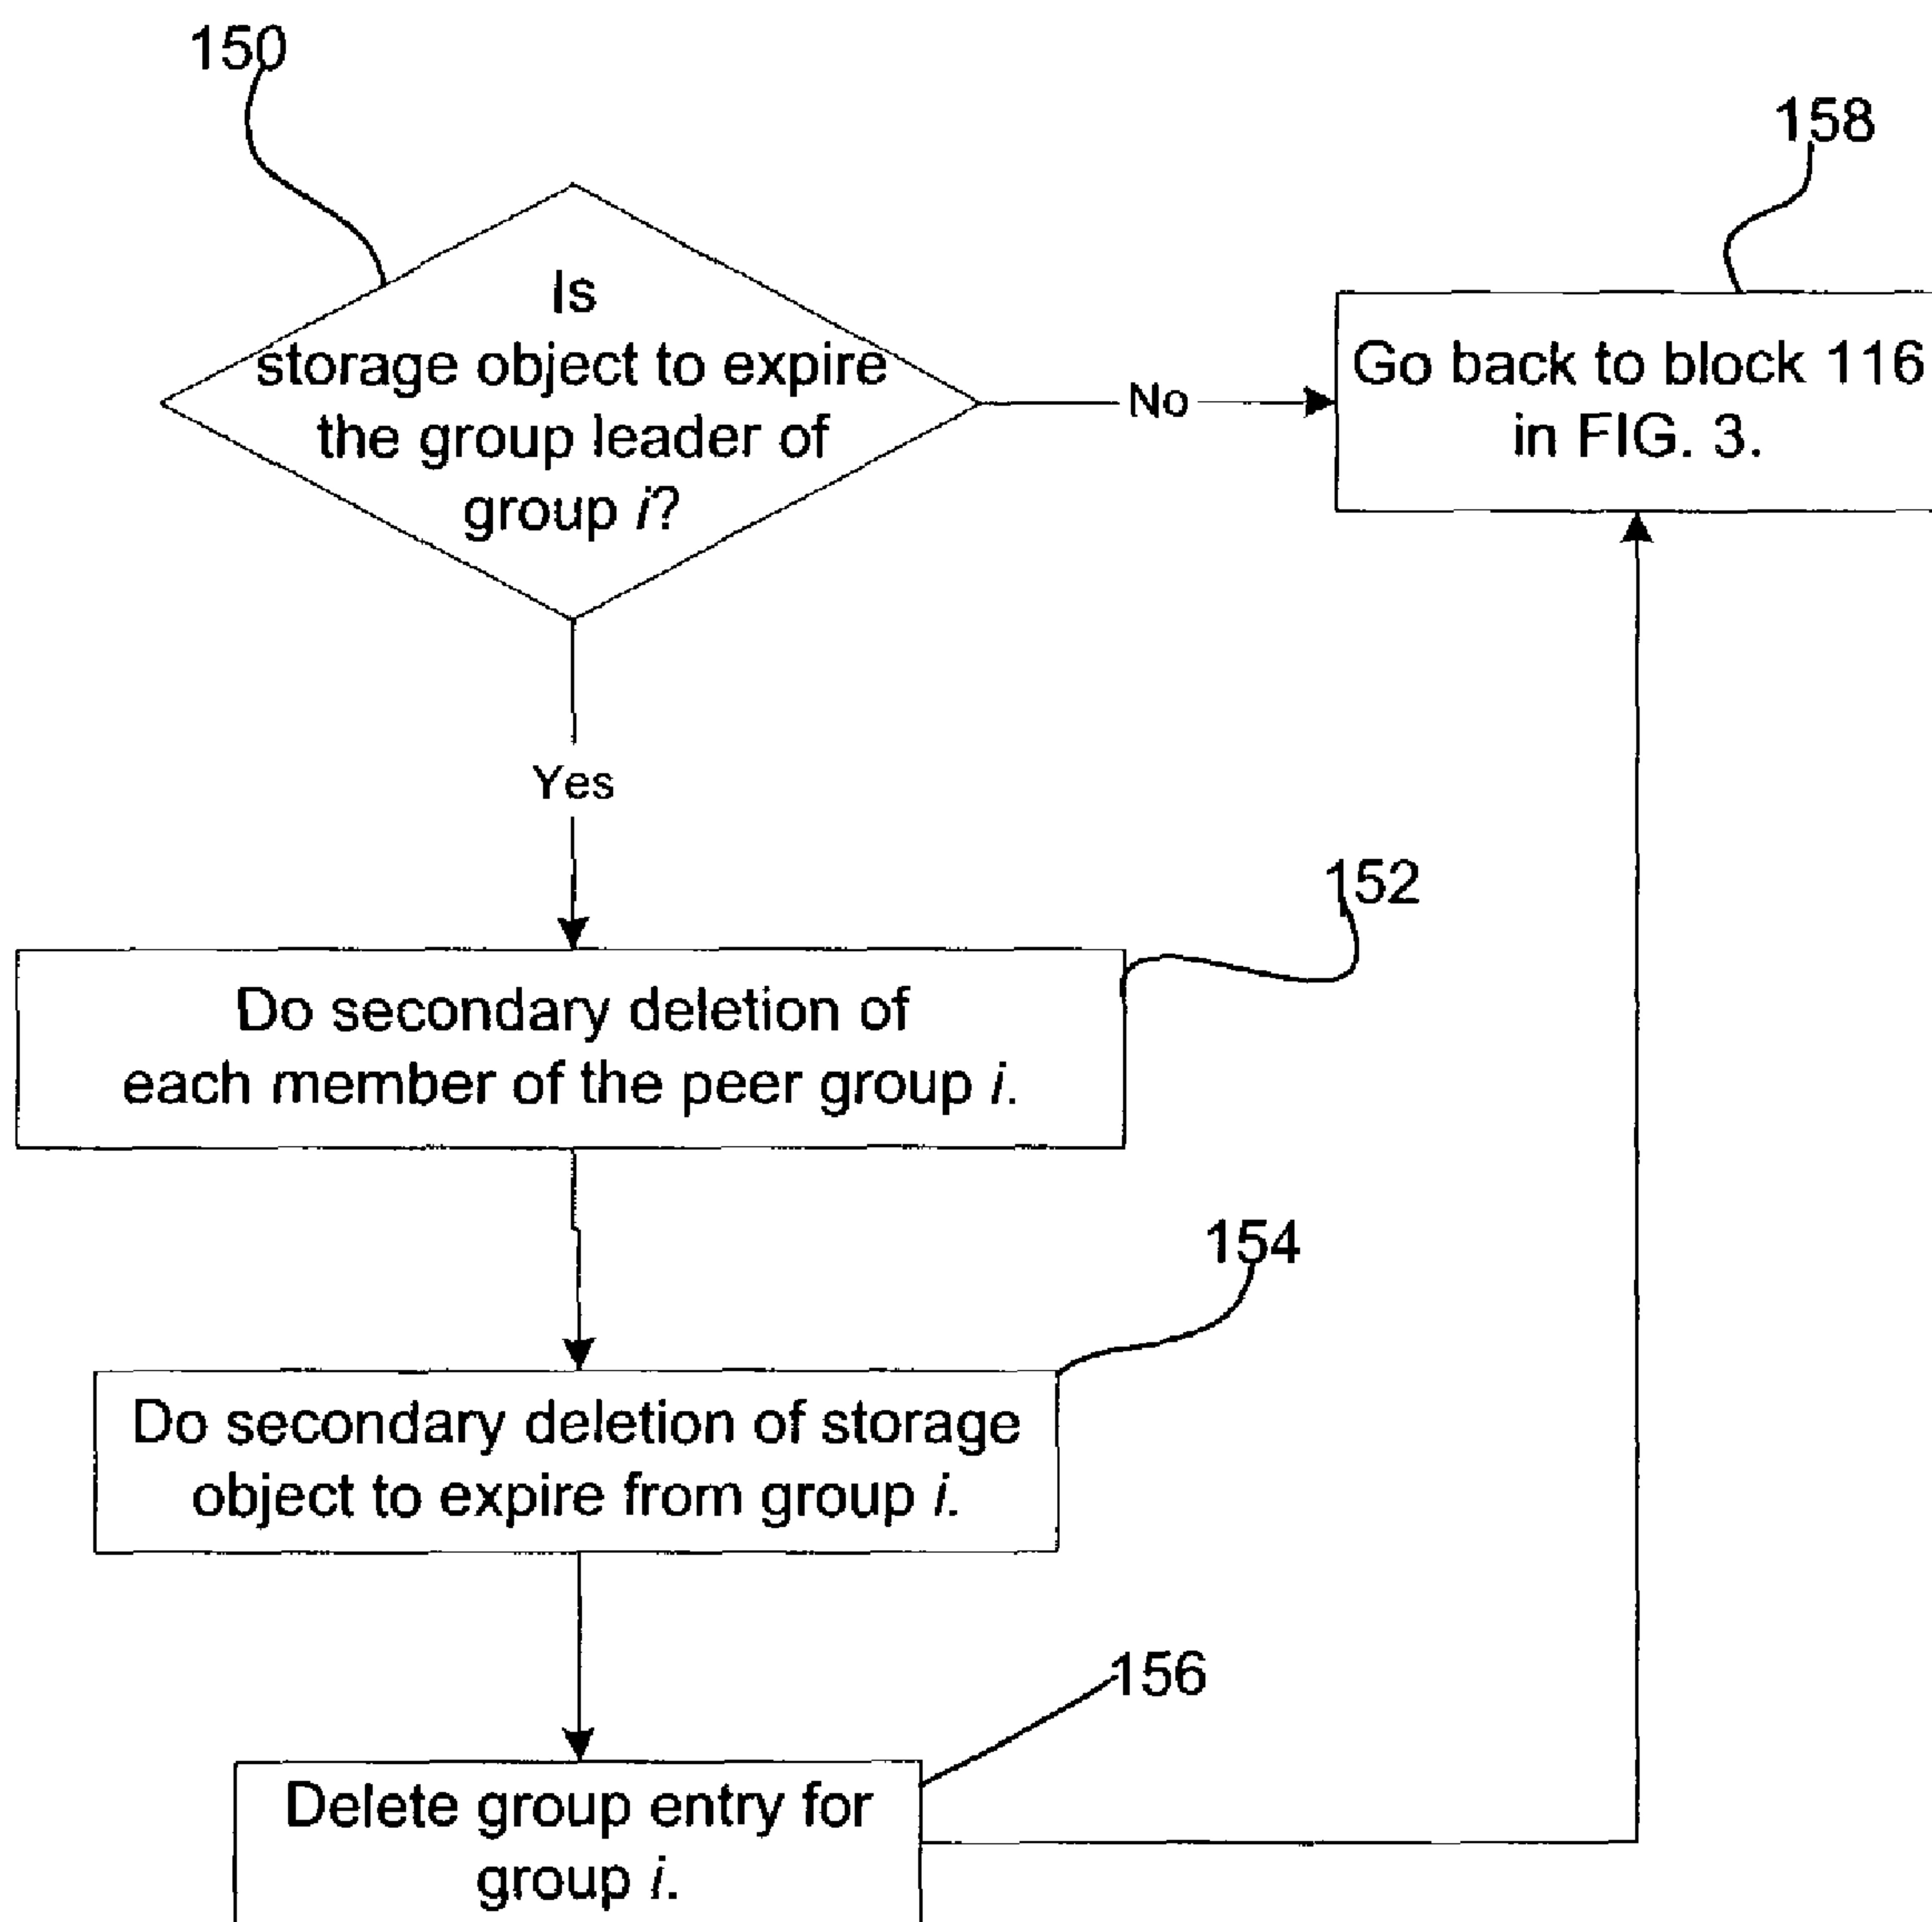 150
158
Is
storage object to expire
the group leader of
group i?
No
Go back to block 116
in FIG. 3.
Yes
152
Do secondary deletion of
each member of the peer group i.
154
Do secondary deletion of storage
object to expire from group i.
156
Delete group entry for
group i.